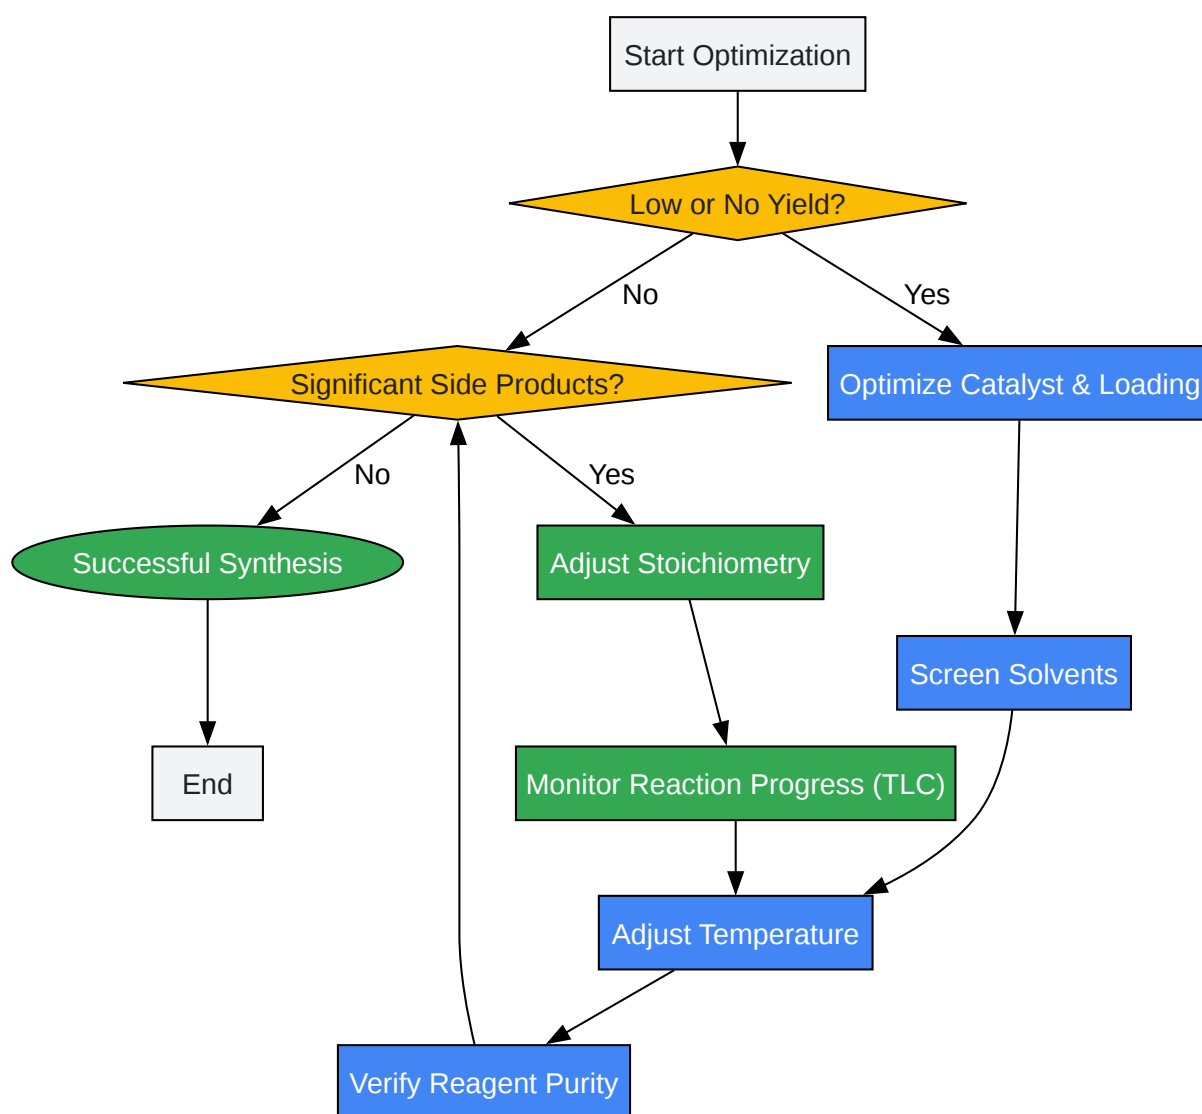 Start Optimization
Low or No Yield?
No
Yes
Significant Side Products?
Optimize Catalyst & Loading
No
Yes
Successful Synthesis
Adjust Stoichiometry
Screen Solvents
End
Monitor Reaction Progress (TLC)
Adjust Temperature
Verify Reagent Purity